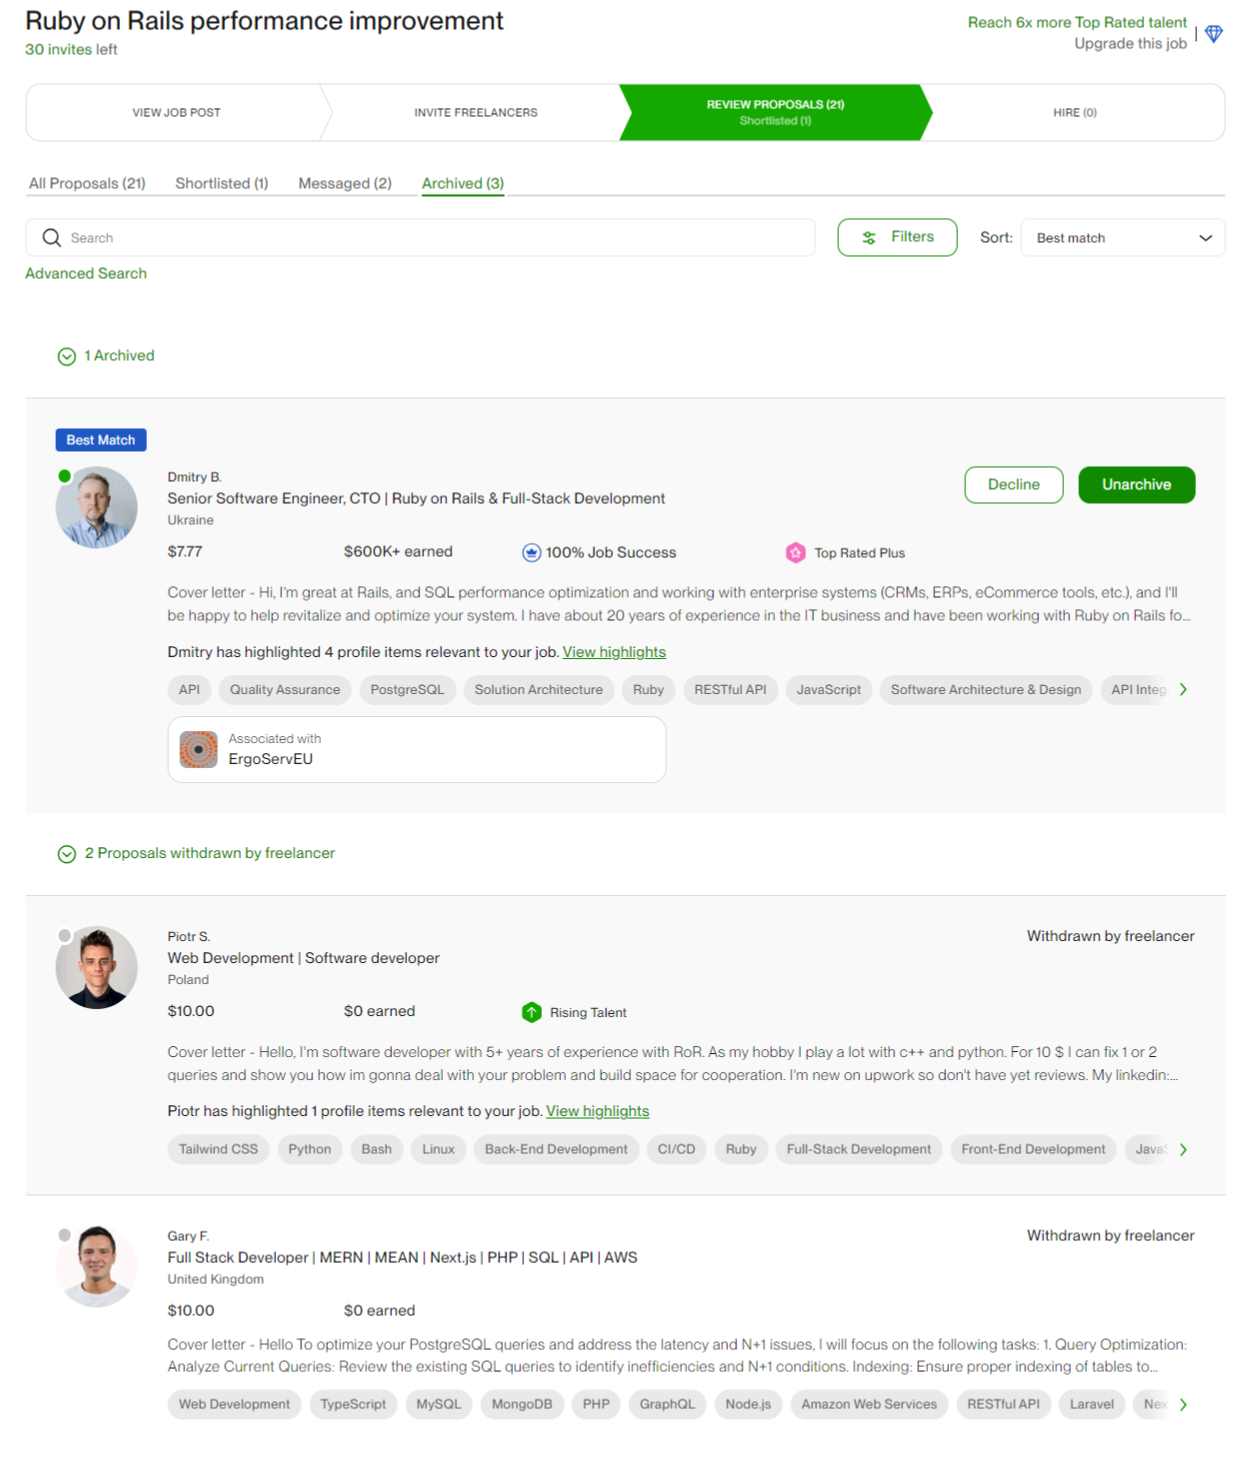 Ruby on Rails performance improvement
30 invites left
Reach 6x more Top Rated talent
Upgrade this job
VIEW JOB POST
INVITE FREELANCERS
REVIEW PROPOSALS (21)
Shortlisted (1)
HIRE (0)
All Proposals (21)
Shortlisted (1)
Messaged (2)
Archived (3)
Search
Filters
Sort:
Best match
Advanced Search
1 Archived
Best Match
Dmitry B.
Senior Software Engineer, CTO | Ruby on Rails & Full-Stack Development
Ukraine
Decline
Unarchive
$7.77
$600K+ earned
100% Job Success
Top Rated Plus
Cover letter - Hi, I'm great at Rails, and SQL performance optimization and working with enterprise systems (CRMs, ERPs, eCommerce tools, etc.), and I'll
be happy to help revitalize and optimize your system. I have about 20 years of experience in the IT business and have been working with Ruby on Rails fo...
Dmitry has highlighted 4 profile items relevant to your job. View highlights
API
Quality Assurance
PostgreSQL
Solution Architecture
Ruby
RESTful API
JavaScript
Software Architecture & Design
API Integ
Associated with
ErgoServEU
2 Proposals withdrawn by freelancer
Piotr S.
Web Development | Software developer
Poland
Withdrawn by freelancer
$10.00
$0 earned
Rising Talent
Cover letter - Hello, I'm software developer with 5+ years of experience with RoR. As my hobby I play a lot with c++ and python. For 10 $ I can fix 1 or 2
queries and show you how im gonna deal with your problem and build space for cooperation. I'm new on upwork so don't have yet reviews. My linkedin:...
Piotr has highlighted 1 profile items relevant to your job. View highlights
Tailwind CSS
Python
Bash
Linux
Back-End Development
CI/CD
Ruby
Full-Stack Development
Front-End Development
JavaS
Gary F.
Full Stack Developer | MERN | MEAN | Next.js | PHP | SQL | API | AWS
United Kingdom
Withdrawn by freelancer
$10.00
$0 earned
Cover letter - Hello To optimize your PostgreSQL queries and address the latency and N+1 issues, I will focus on the following tasks: 1. Query Optimization:
Analyze Current Queries: Review the existing SQL queries to identify inefficiencies and N+1 conditions. Indexing: Ensure proper indexing of tables to...
Web Development
TypeScript
MySQL
MongoDB
PHP
GraphQL
Node.js
Amazon Web Services
RESTful API
Laravel
Nex